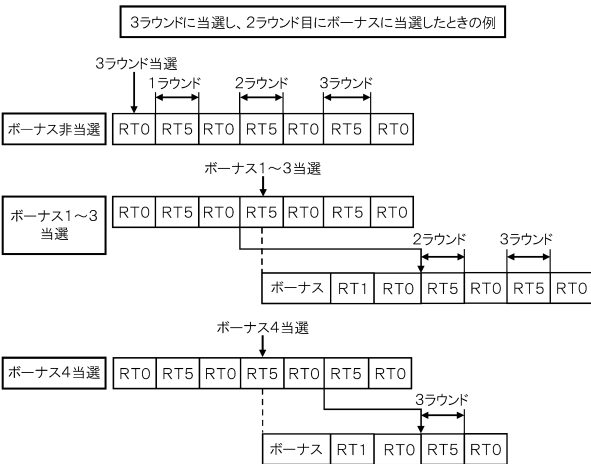 3ラウンドに当選し、2ラウンド目にボーナスに当選したときの例
3ラウンド当選
1ラウンド 2ラウンド 3ラウンド
ボーナス非当選 RT0 RT5 RT0 RT5 RT0 RT5 RT0
ボーナス1～3当選
ボーナス1～3
当選
RT0 RT5 RT0 RT5 RT0 RT5 RT0
2ラウンド 3ラウンド
ボーナス RT1 RT0 RT5 RT0 RT5 RT0
ボーナス4当選
ボーナス4当選 RT0 RT5 RT0 RT5 RT0 RT5 RT0
3ラウンド
ボーナス RT1 RT0 RT5 RT0